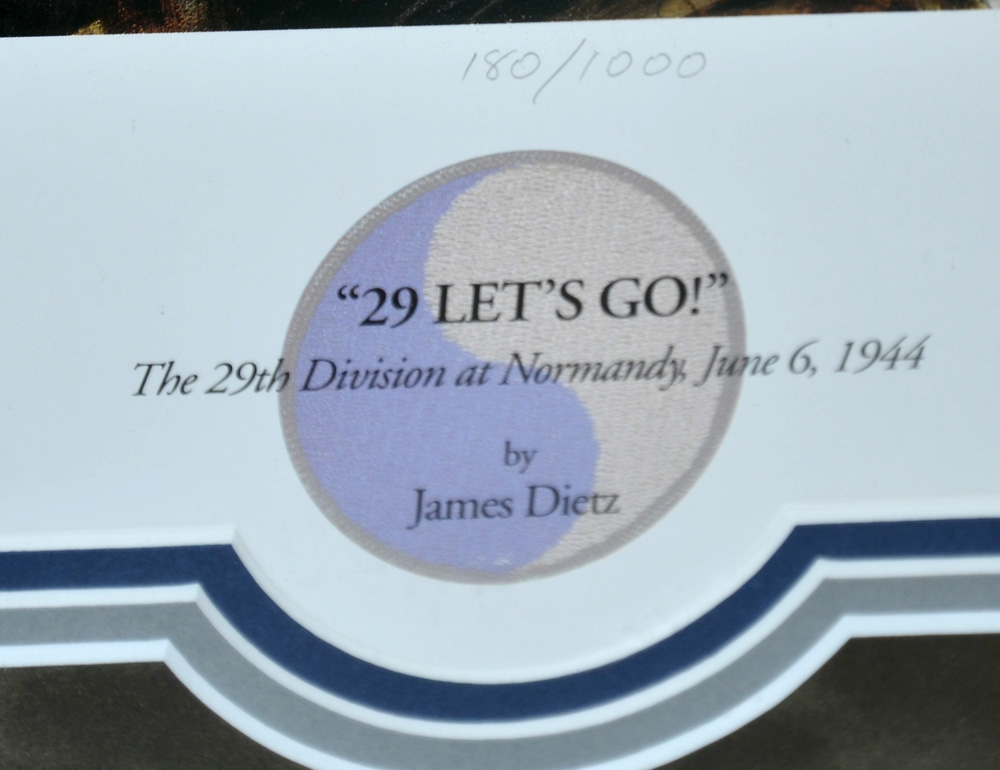 180/1000
“29 LET’S GO!”
The 29th Division at Normandy, June 6, 1944
by
James Dietz